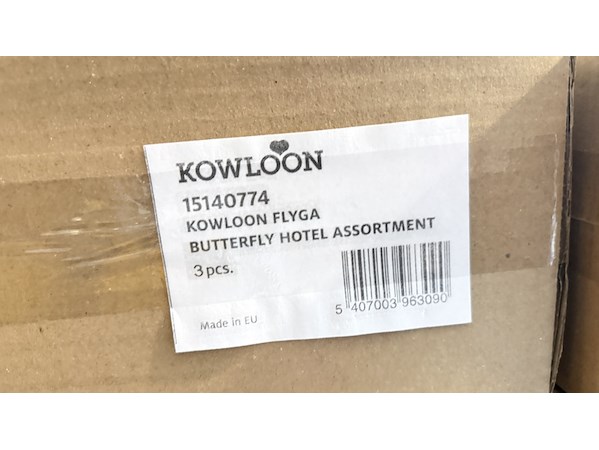 KOWLOON
15140774
KOWLOON FLYGA
BUTTERFLY HOTEL ASSORTMENT
3 pcs.
5 407003 963090
Made in EU